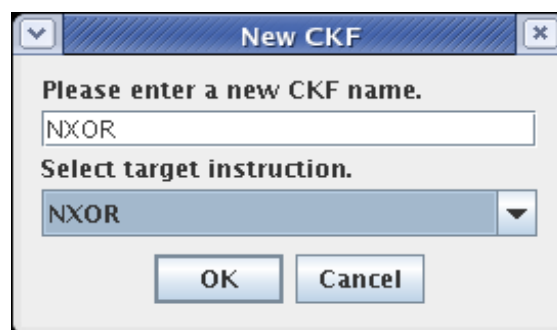 New CKF
Please enter a new CKF name.
NXOR
Select target instruction.
NXOR
OK Cancel